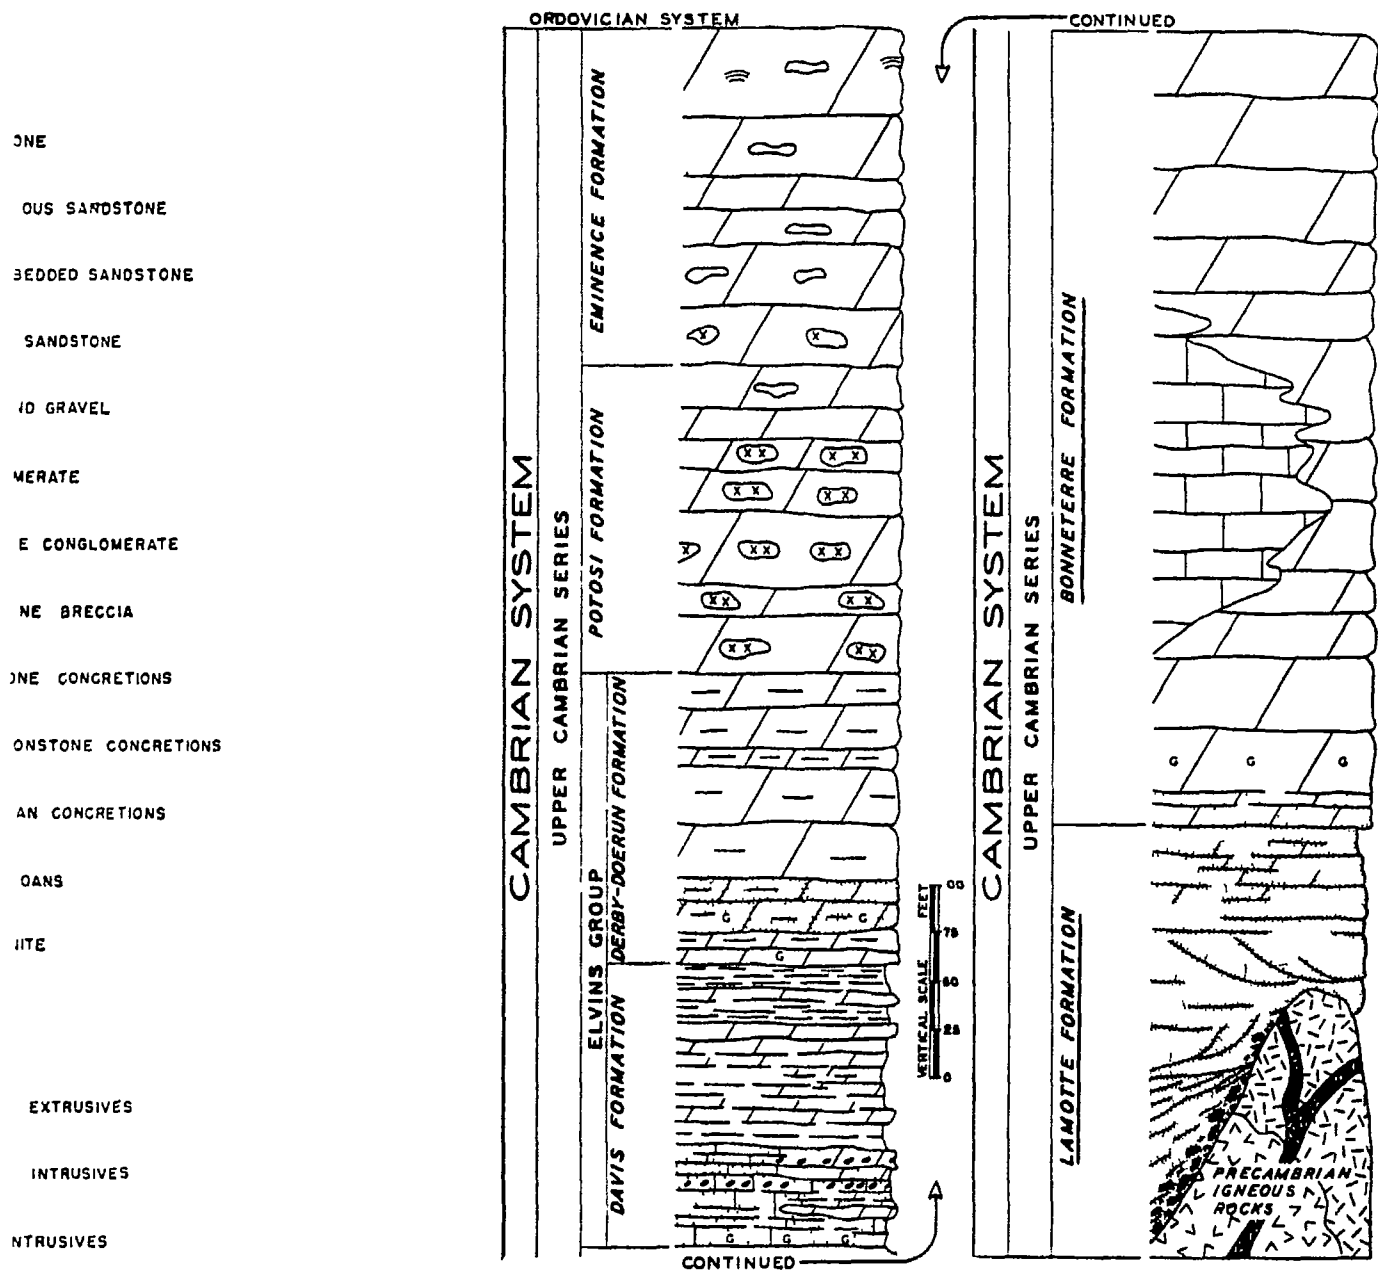 ORDOVICIAN SYSTEM
CONTINUED
ONE
OUS SANDSTONE
BEDDED SANDSTONE
SANDSTONE
GRAVEL
MERATE
E CONGLOMERATE
NE BRECCIA
ONE CONCRETIONS
ONSTONE CONCRETIONS
AN CONCRETIONS
OANS
ITE
EXTRUSIVES
INTRUSIVES
NTRUSIVES
CAMBRIAN SYSTEM
UPPER CAMBRIAN SERIES
EMINENCE FORMATION
POTOSI FORMATION
ELVINS GROUP
DERBY-DOERUN FORMATION
DAVIS FORMATION
x
x x
x x
x x
x x
x x
x x
x x
x x
x x
x x
G G
G
G G G
CONTINUED
VERTICAL SCALE FEET
00
75
50
25
0
CAMBRIAN SYSTEM
UPPER CAMBRIAN SERIES
BONNETERRE FORMATION
G G G
LAMOTTE FORMATION
PRECAMBRIAN
IGNEOUS
ROCKS